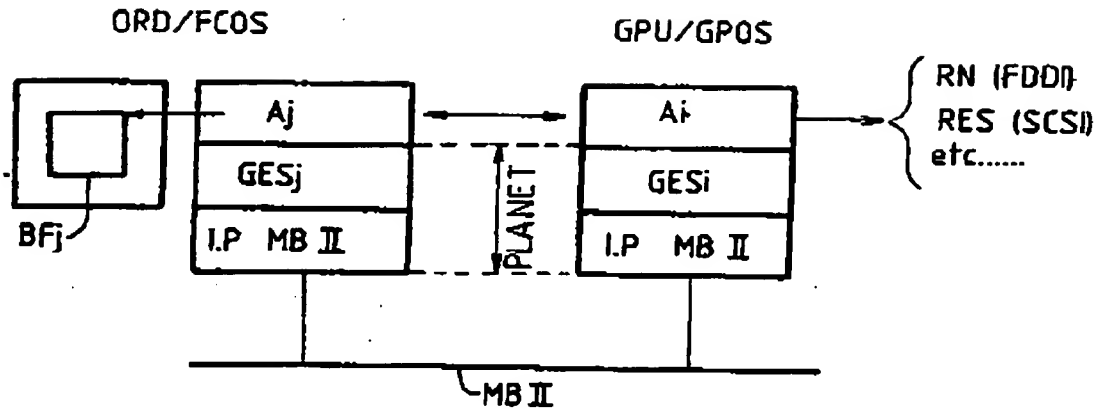 ORD/FCOS
GPU/GPOS
Aj
GESj
I.P MB II
BFj
PLANET
Ai
GESi
I.P MB II
RN (FDDI)
RES (SCSI)
etc......
MB II